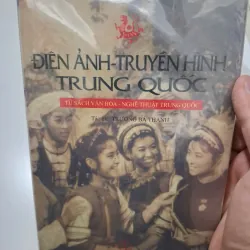 ĐIỆN ẢNH-TRUYỀN HÌNH
TRUNG QUỐC
TỦ SÁCH VĂN HÓA - NGHỆ THUẬT TRUNG QUỐC